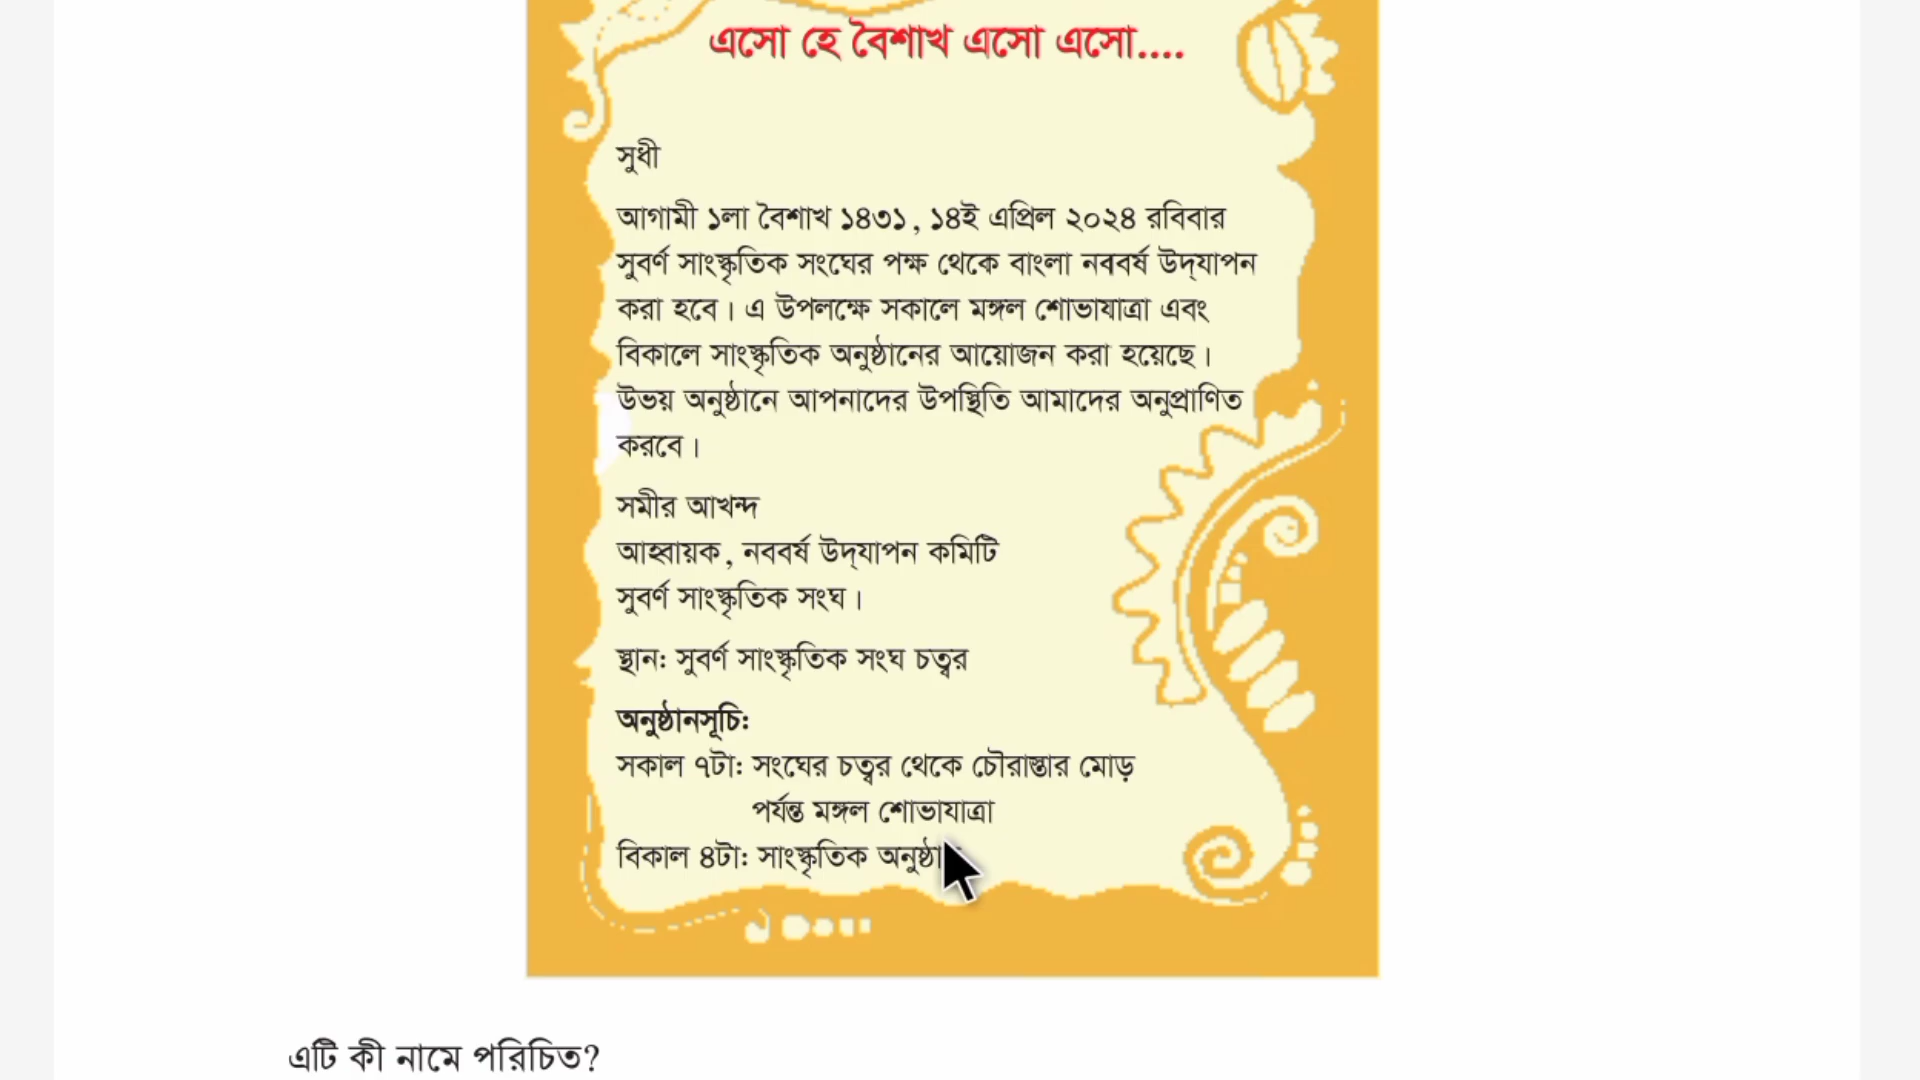 এসো হে বৈশাখ এসো এসো....
সুধী
আগামী ১লা বৈশাখ ১৪৩১, ১৪ই এপ্রিল ২০২৪ রবিবার
সুবর্ণ সাংস্কৃতিক সংঘের পক্ষ থেকে বাংলা নববর্ষ উদ্‌যাপন
করা হবে। এ উপলক্ষে সকালে মঙ্গল শোভাযাত্রা এবং
বিকালে সাংস্কৃতিক অনুষ্ঠানের আয়োজন করা হয়েছে।
উভয় অনুষ্ঠানে আপনাদের উপস্থিতি আমাদের অনুপ্রাণিত
করবে।
সমীর আখন্দ
আহ্বায়ক, নববর্ষ উদ্‌যাপন কমিটি
সুবর্ণ সাংস্কৃতিক সংঘ।
স্থান: সুবর্ণ সাংস্কৃতিক সংঘ চত্বর
অনুষ্ঠানসূচি:
সকাল ৭টা: সংঘের চত্বর থেকে চৌরাস্তার মোড়
পর্যন্ত মঙ্গল শোভাযাত্রা
বিকাল ৪টা: সাংস্কৃতিক
এটি কী নামে পরিচিত?